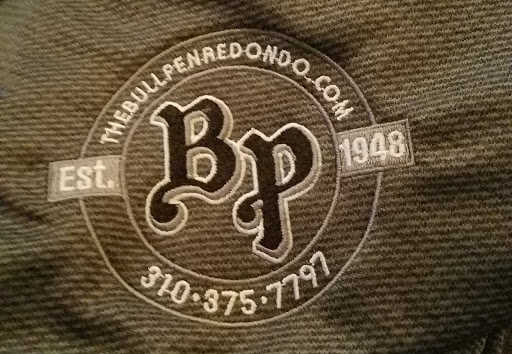 THEBULLPENREDONDO.COM
Est.
BP
1948
310·375·7797